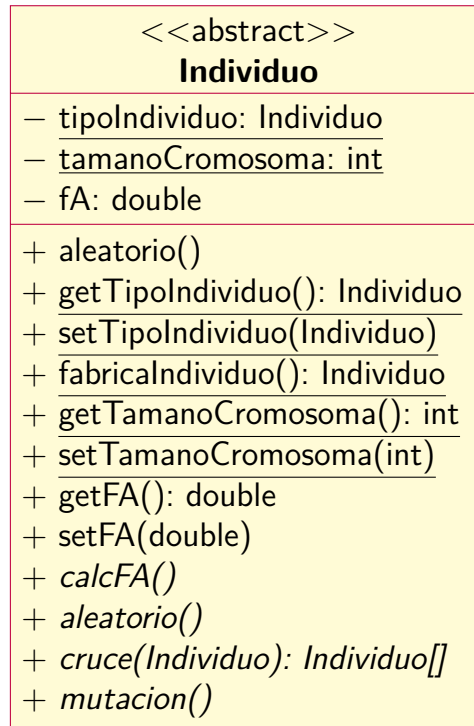 <<abstract>>
Individuo
− tipoIndividuo: Individuo
− tamanoCromosoma: int
− fA: double
+ aleatorio()
+ getTipoIndividuo(): Individuo
+ setTipoIndividuo(Individuo)
+ fabricaIndividuo(): Individuo
+ getTamanoCromosoma(): int
+ setTamanoCromosoma(int)
+ getFA(): double
+ setFA(double)
+ calcFA()
+ aleatorio()
+ cruce(Individuo): Individuo[]
+ mutacion()